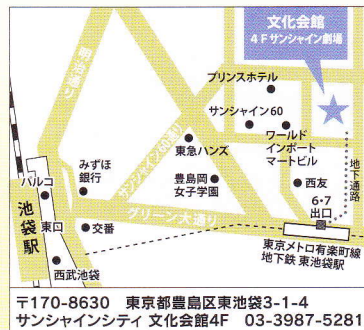 文化会館
4Fサンシャイン劇場
明治通り
プリンスホテル
サンシャイン60
サンシャイン60通り
東急ハンズ
ワールド
インポート
マートビル
地下通路
みずほ
銀行
パルコ
豊島岡
女子学園
西友
6・7
出口
グリーン大通り
池袋駅
東口
交番
東京メトロ有楽町線
地下鉄 東池袋駅
西武池袋
〒170-8630 東京都豊島区東池袋3-1-4
サンシャインシティ 文化会館4F 03-3987-5281